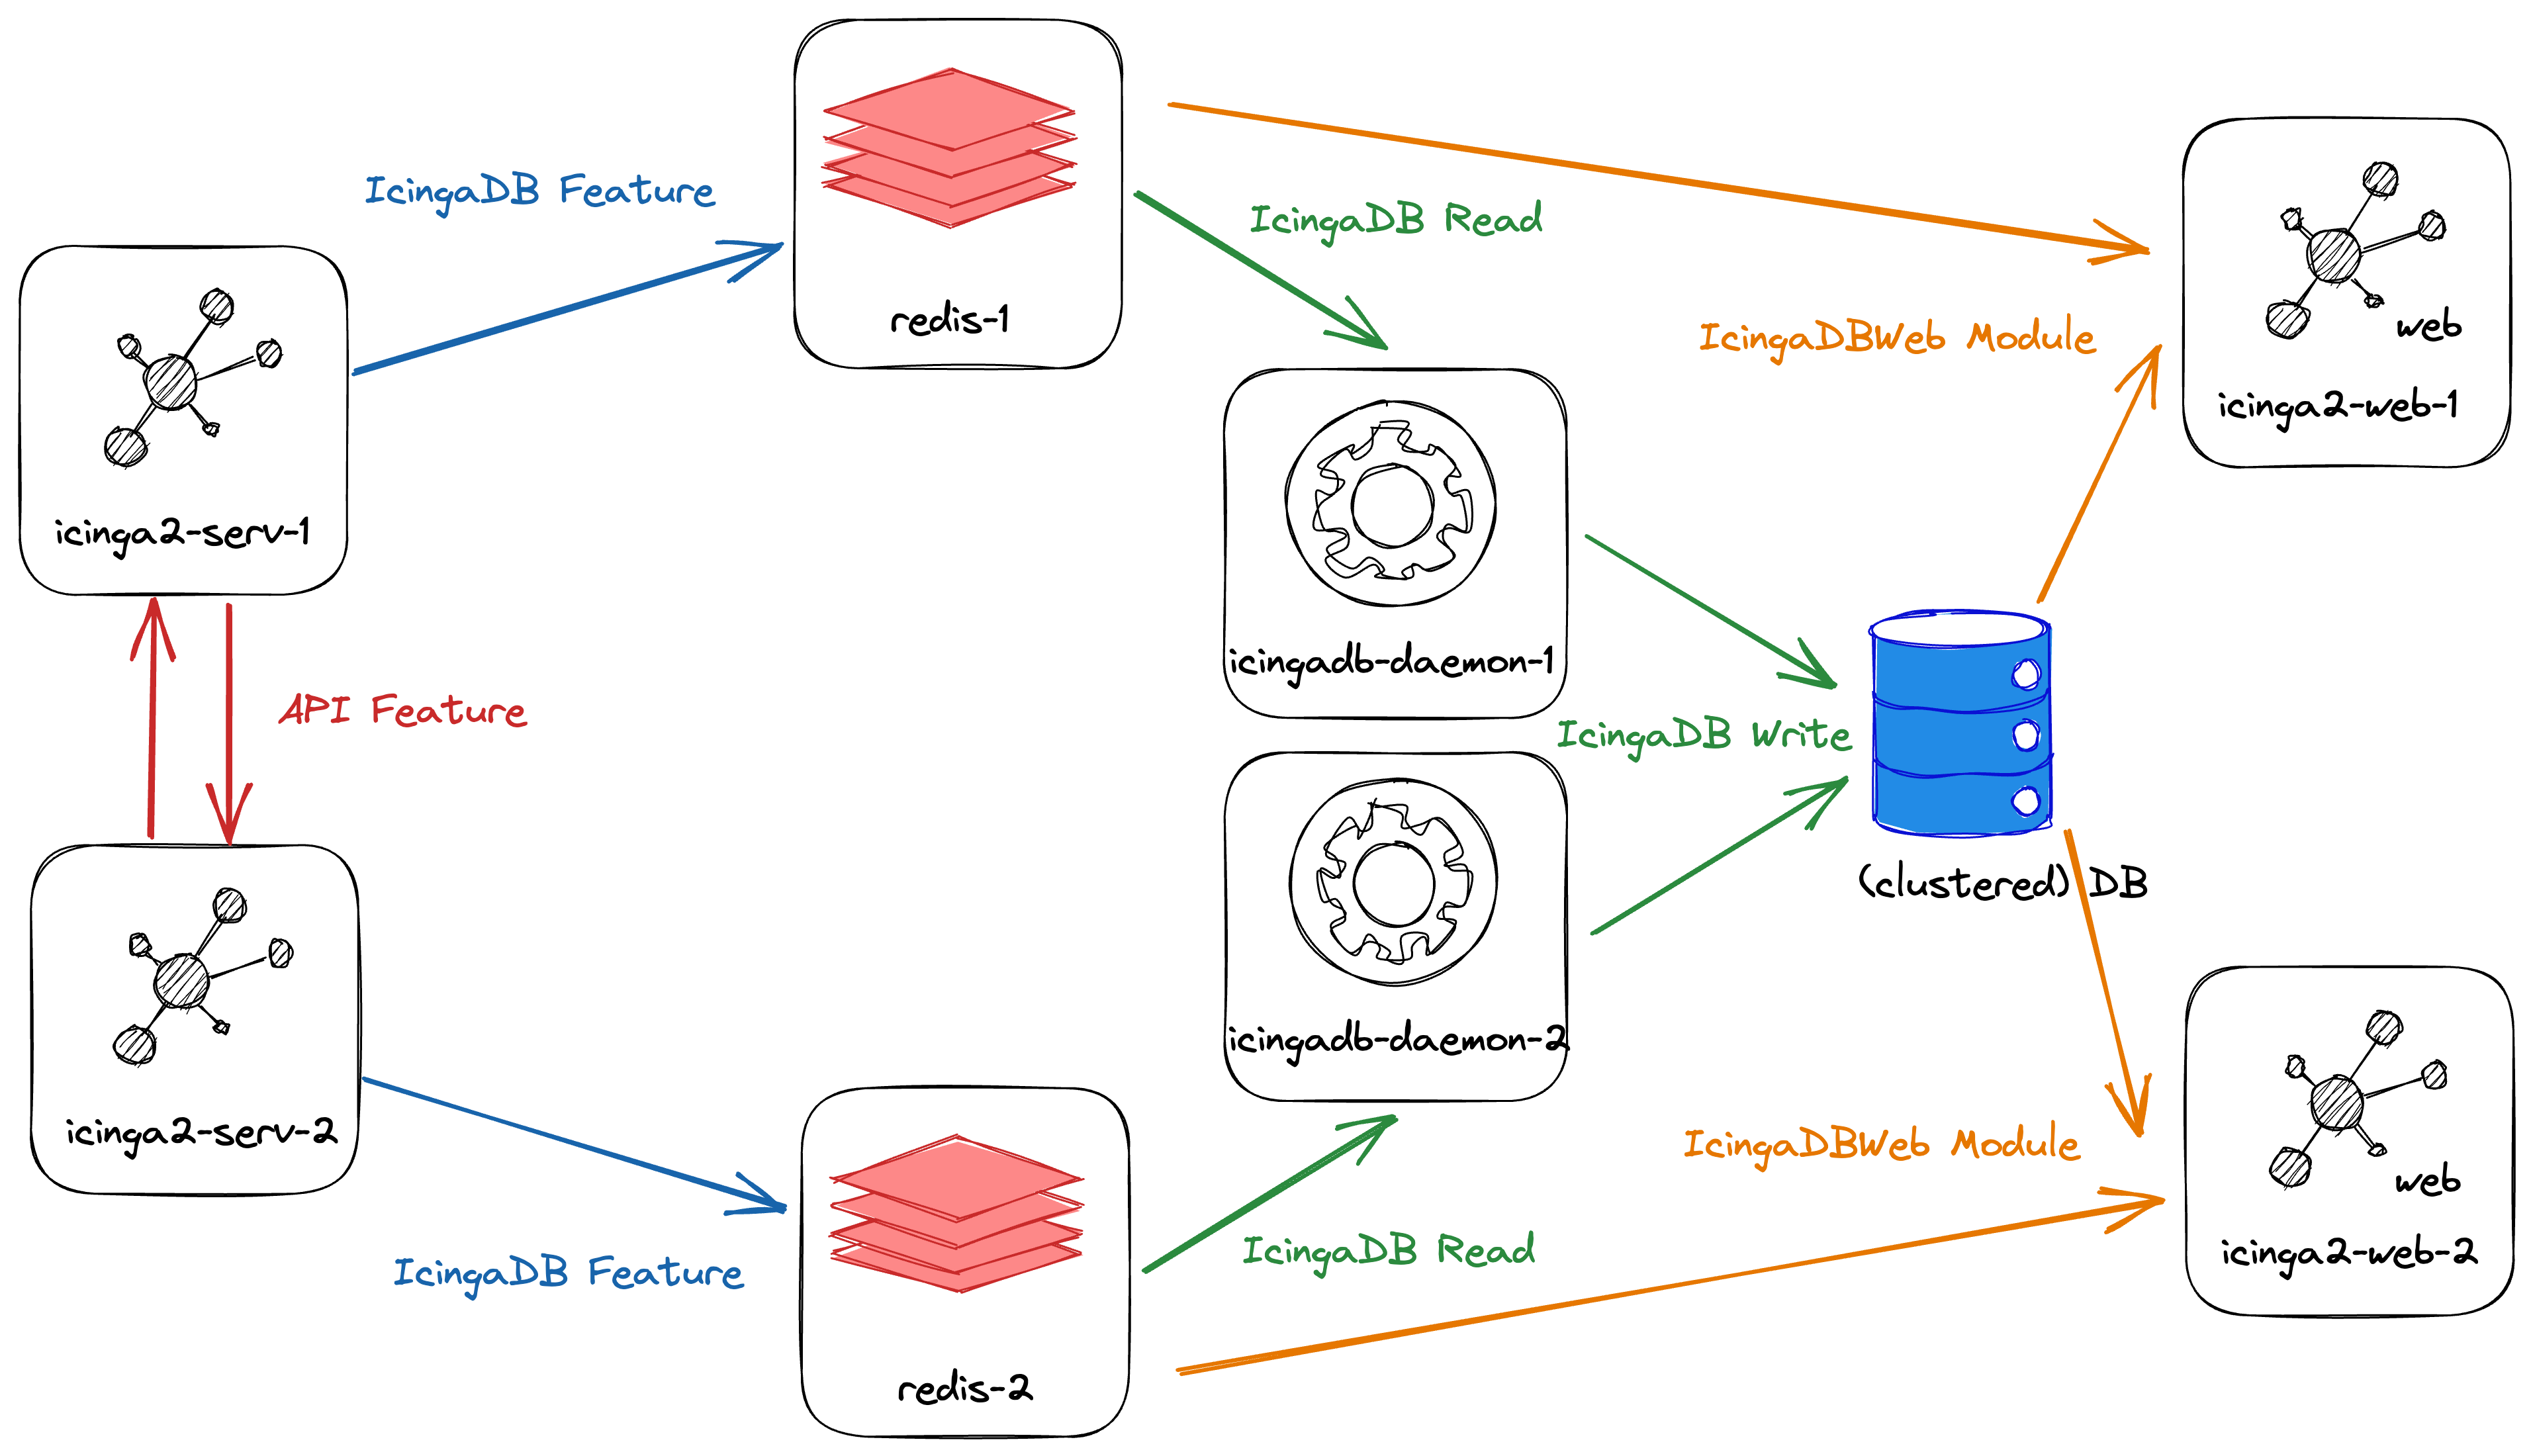 redis-1
IcingaDB Feature
IcingaDB Read
IcingaDBWeb Module
web
icinga2-web-1
icinga2-serv-1
icingadb-daemon-1
API Feature
IcingaDB Write
(clustered) DB
icingadb-daemon-2
icinga2-serv-2
IcingaDBWeb Module
web
icinga2-web-2
IcingaDB Feature
IcingaDB Read
redis-2